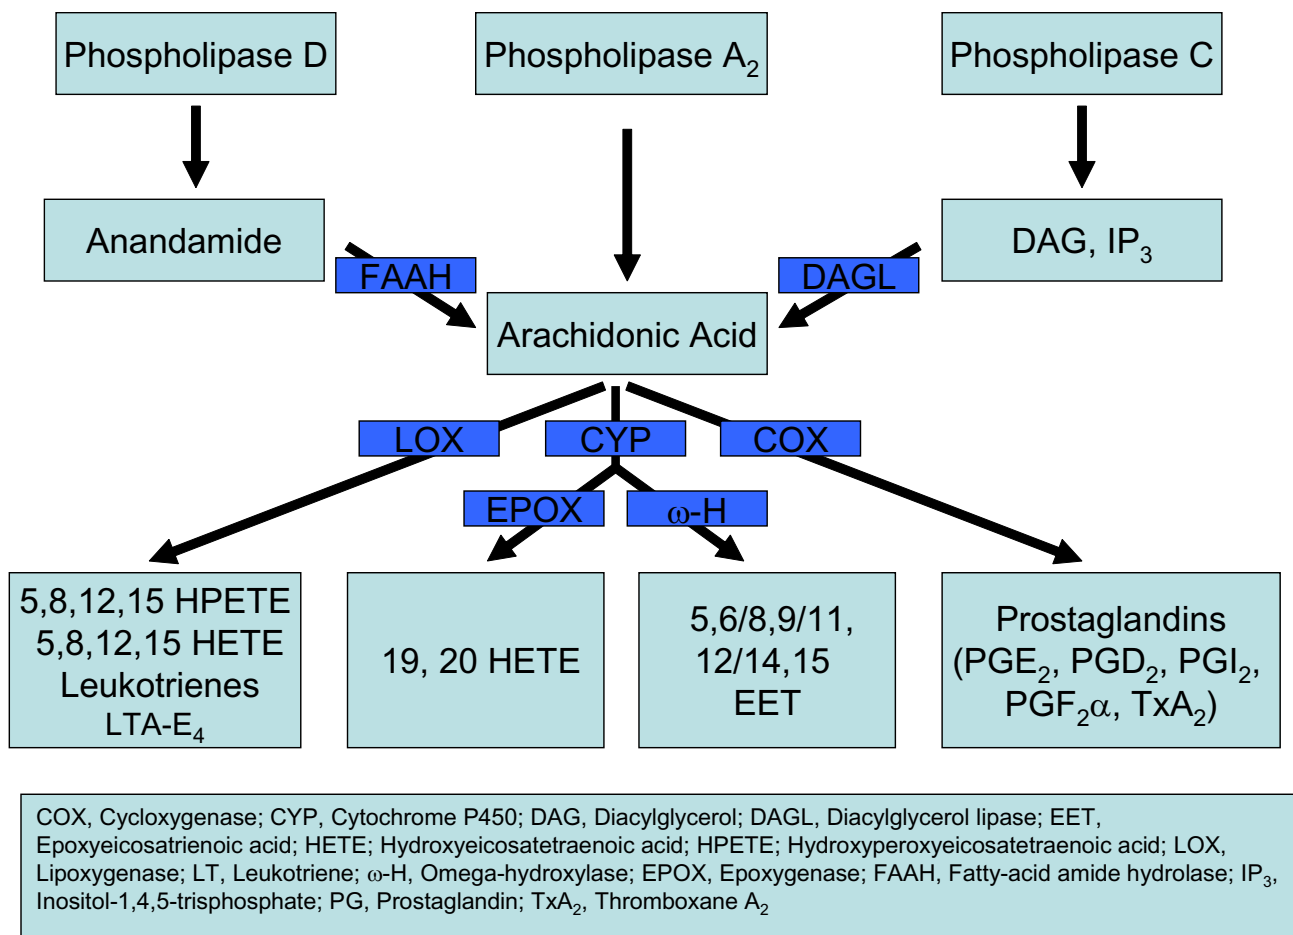 Phospholipase D
Phospholipase A2
Phospholipase C
Anandamide
DAG, IP3
FAAH
DAGL
Arachidonic Acid
LOX
CYP
COX
EPOX
ω-H
5,8,12,15 HPETE
5,8,12,15 HETE
Leukotrienes
LTA-E4
19, 20 HETE
5,6/8,9/11,
12/14,15
EET
Prostaglandins
(PGE2, PGD2, PGI2,
PGF2α, TxA2)
COX, Cycloxygenase; CYP, Cytochrome P450; DAG, Diacylglycerol; DAGL, Diacylglycerol lipase; EET,
Epoxyeicosatrienoic acid; HETE; Hydroxyeicosatetraenoic acid; HPETE; Hydroxyperoxyeicosatetraenoic acid; LOX,
Lipoxygenase; LT, Leukotriene; ω-H, Omega-hydroxylase; EPOX, Epoxygenase; FAAH, Fatty-acid amide hydrolase; IP3,
Inositol-1,4,5-trisphosphate; PG, Prostaglandin; TxA2, Thromboxane A2